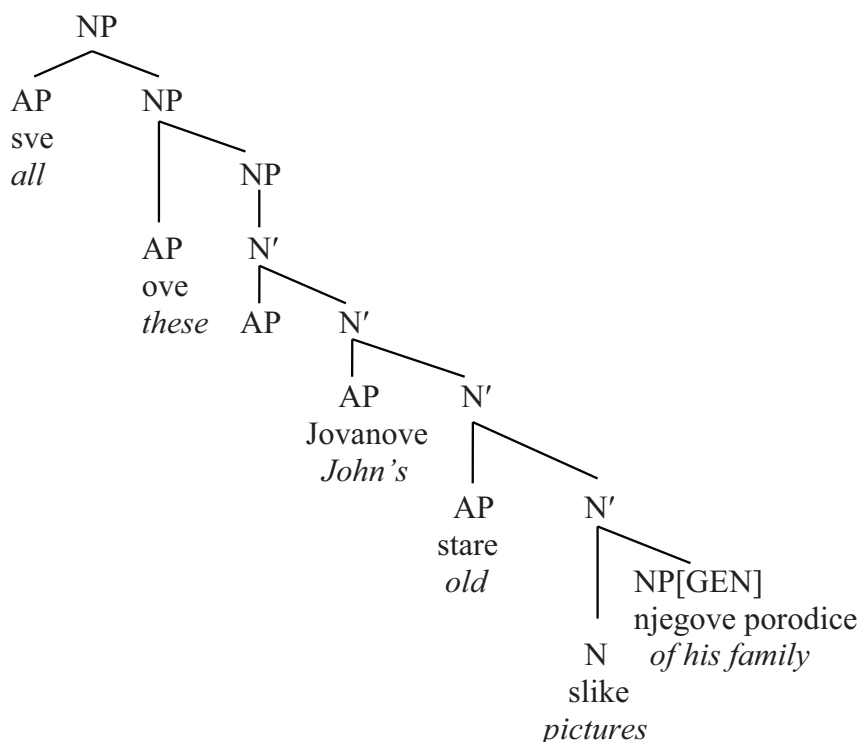 NP
AP NP
sve
all
NP
AP N′
ove
these AP N′
AP N′
Jovanove
John’s
AP N′
stare
old
NP[GEN]
njegove porodice
N of his family
slike
pictures